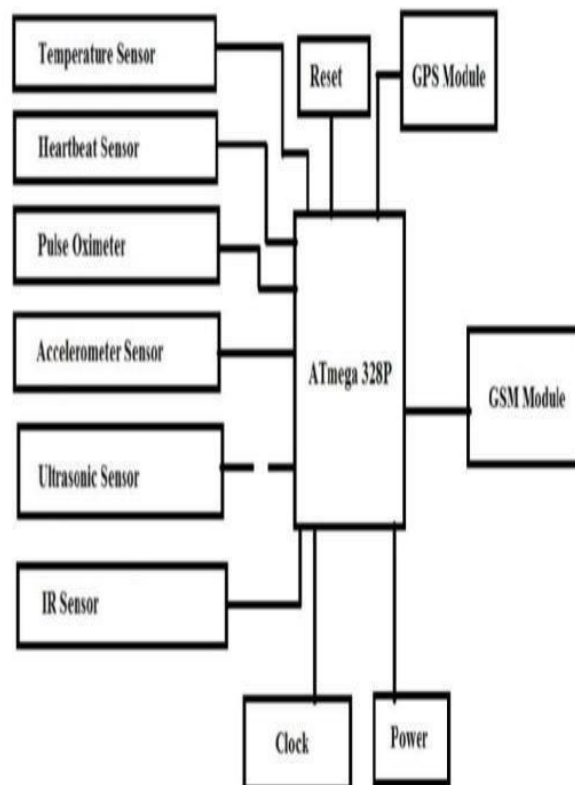 Temperature Sensor
Reset
GPS Module
Heartbeat Sensor
Pulse Oximeter
Accelerometer Sensor
ATmega 328P
GSM Module
Ultrasonic Sensor
IR Sensor
Clock
Power